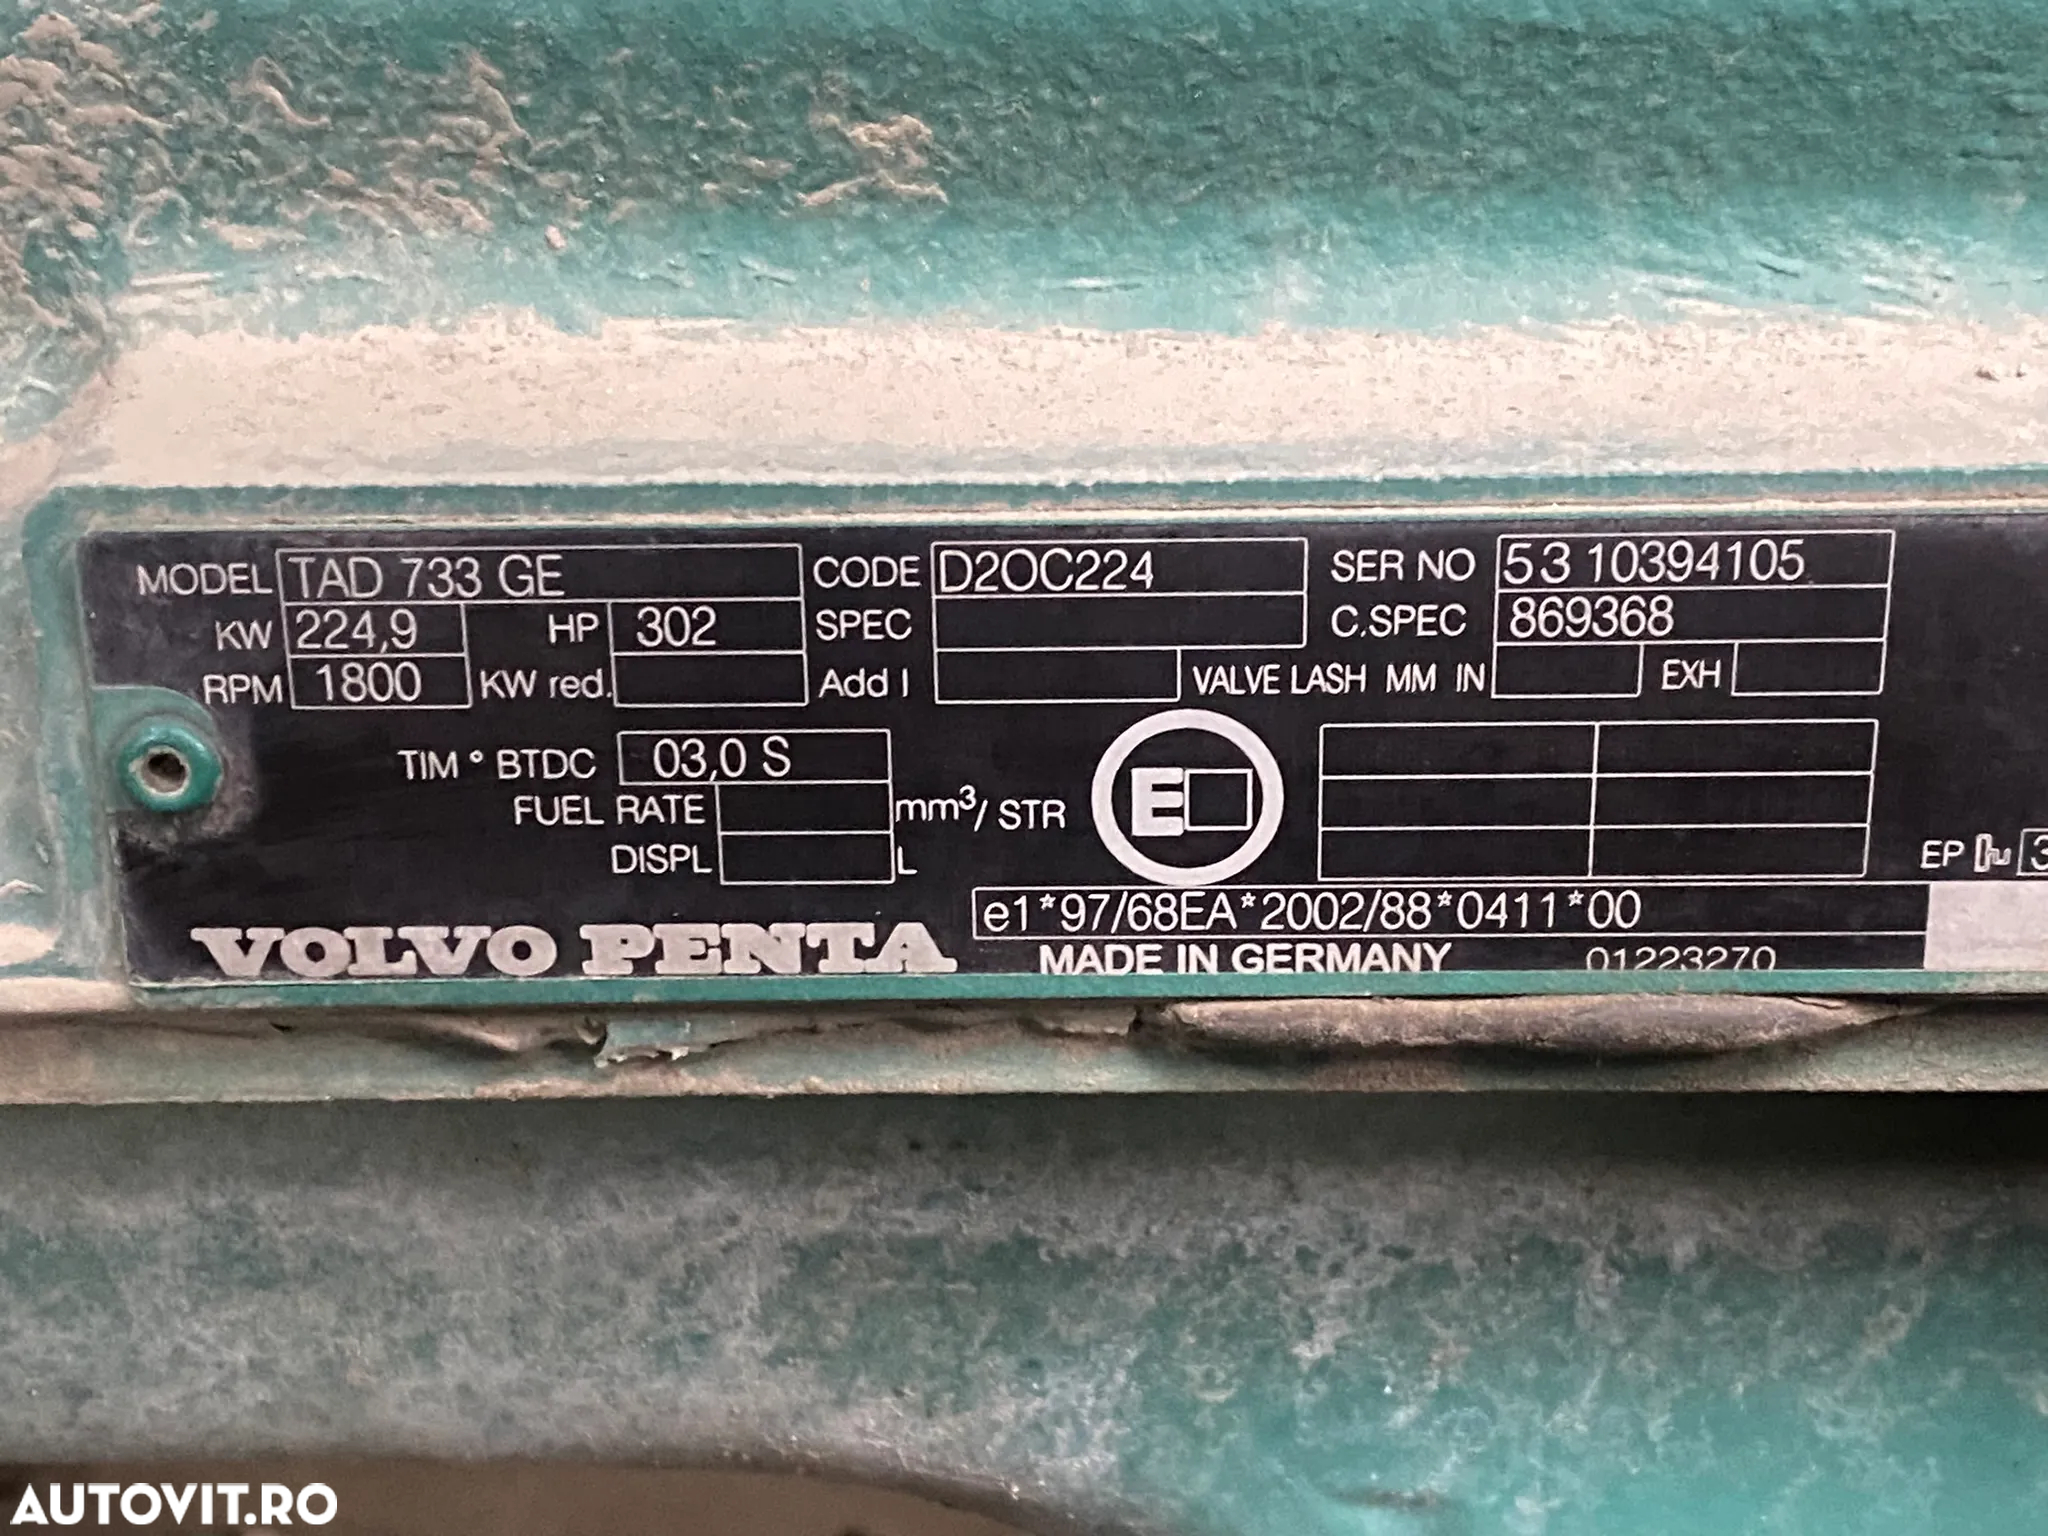 MODEL TAD 733 GE CODE D2OC224 SER NO 53 10394105
KW 224,9 HP 302 SPEC C.SPEC 869368
RPM 1800 KW red. Add I VALVE LASH MM IN EXH
TIM ° BTDC 03,0 S
FUEL RATE mm³/ STR
DISPL L
E
EP 3
e1*97/68EA*2002/88*0411*00
VOLVO PENTA MADE IN GERMANY 01223270
AUTOVIT.RO